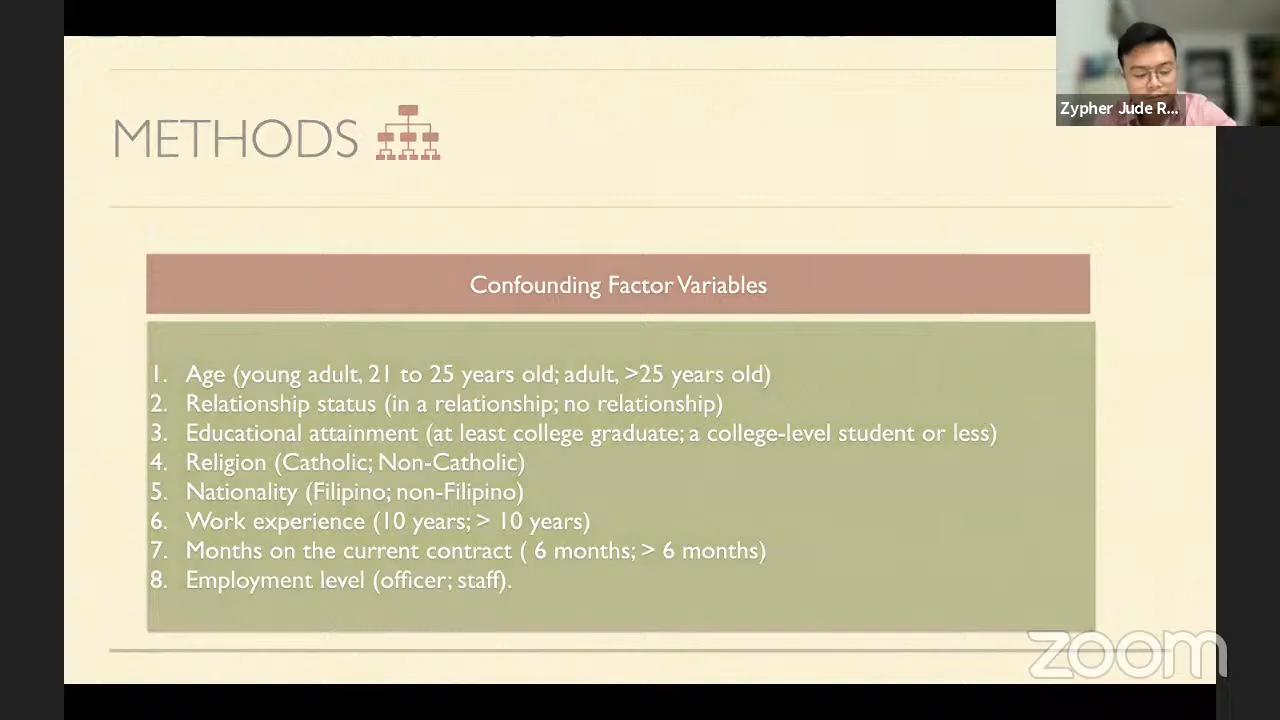 Zypher Jude R...
METHODS
Confounding Factor Variables
1. Age (young adult, 21 to 25 years old; adult, >25 years old)
2. Relationship status (in a relationship; no relationship)
3. Educational attainment (at least college graduate; a college-level student or less)
4. Religion (Catholic; Non-Catholic)
5. Nationality (Filipino; non-Filipino)
6. Work experience (10 years; > 10 years)
7. Months on the current contract ( 6 months; > 6 months)
8. Employment level (officer; staff).
zoom